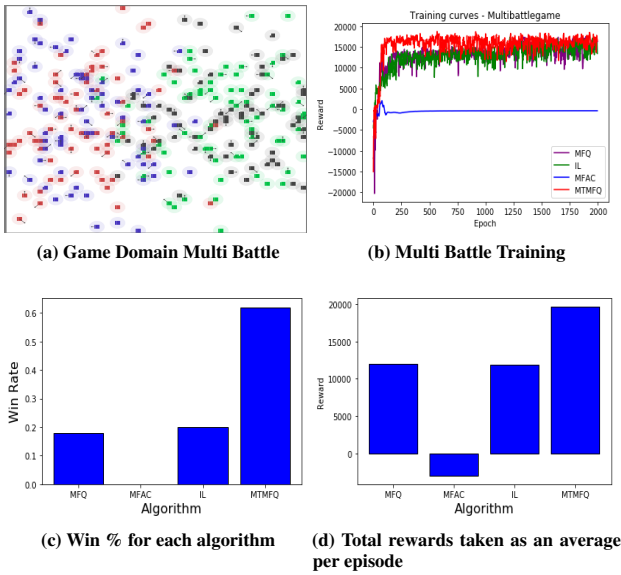 Training curves - Multibattlegame
20000
15000
10000
5000
0
−5000
−10000
−15000
−20000
Reward
MFQ
IL
MFAC
MTMFQ
0 250 500 750 1000 1250 1500 1750 2000
Epoch
(a) Game Domain Multi Battle
(b) Multi Battle Training
0.6
0.5
0.4
0.3
0.2
0.1
0.0
Win Rate
MFQ MFAC IL MTMFQ
Algorithm
20000
15000
10000
5000
0
Reward
MFQ MFAC IL MTMFQ
Algorithm
(c) Win % for each algorithm
(d) Total rewards taken as an average
per episode